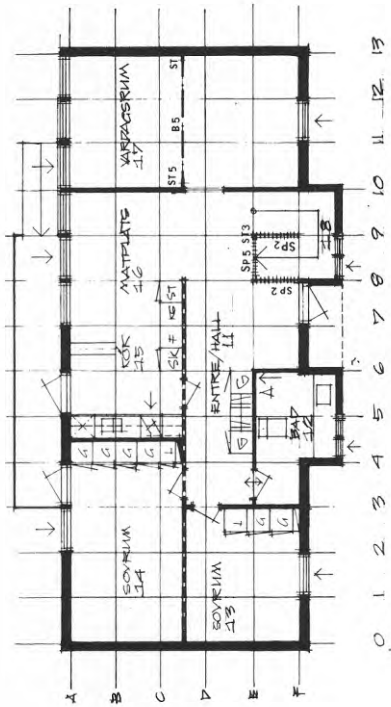 VARDAGSRUM
17
MATPLATS
16
KÖK
15
ENTRE/HALL
11
BAD
12
SOVRUM
14
SOVRUM
13
18
ST
B5
ST5
ST3
SP5
SP2
SP2
ST
KE
F
SK
G
G
G
G
L
L
G
G
G
G
A
B
C
D
E
F
0
1
2
3
4
5
6
7
8
9
10
11
12
13